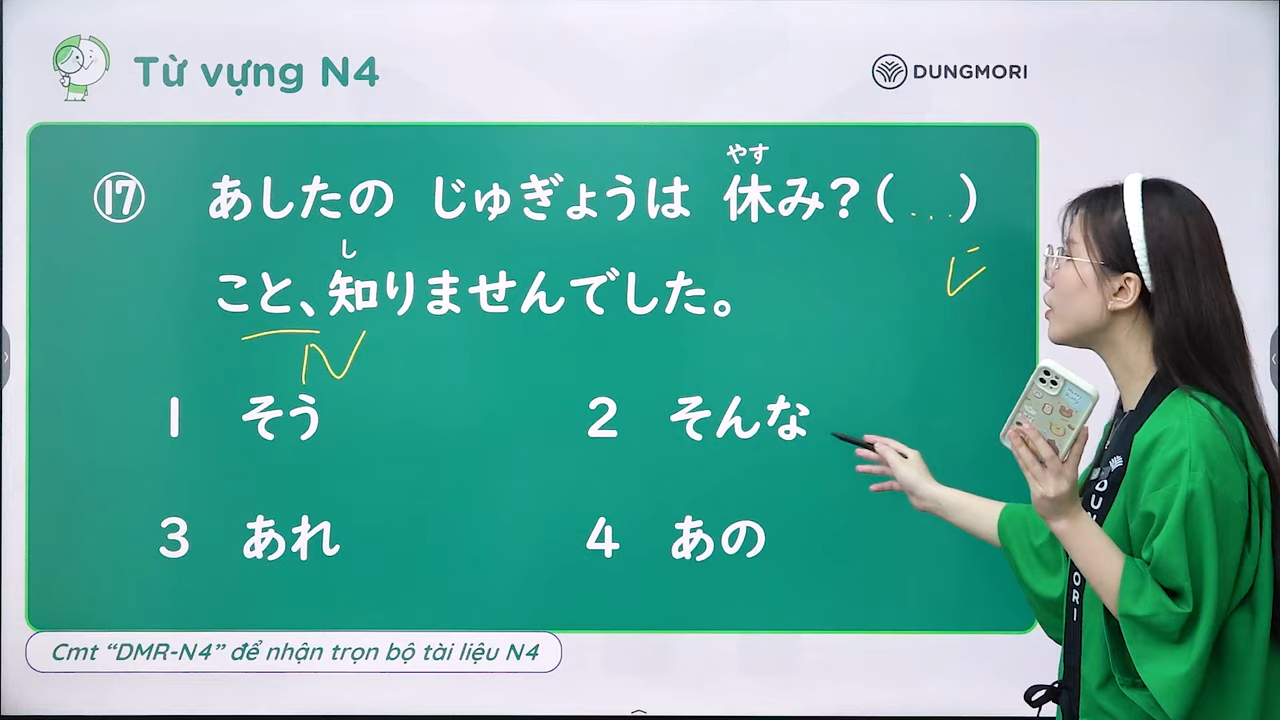 Từ vựng N4
DUNGMORI
⑰ あしたの じゅぎょうは 休み?(...)
やす
こと、知りませんでした。
し
N
1 そう
2 そんな
3 あれ
4 あの
Cmt “DMR-N4” để nhận trọn bộ tài liệu N4
ORI